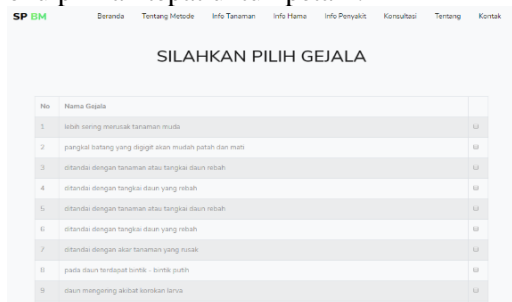 SP BM Beranda Tentang Metode Info Tanaman Info Hama Info Penyakit Konsultasi Tentang Kontak
SILAHKAN PILIH GEJALA
No Nama Gejala
1 lebih sering merusak tanaman muda
2 pangkal batang yang digigit akan mudah patah dan mati
3 ditandai dengan tanaman atau tangkai daun rebah
4 ditandai dengan tangkai daun yang rebah
5 ditandai dengan tanaman atau tangkai daun rebah
6 ditandai dengan tangkai daun yang rebah
7 ditandai dengan akar tanaman yang rusak
8 pada daun terdapat bintik - bintik putih
9 daun mengering akibat korokan larva